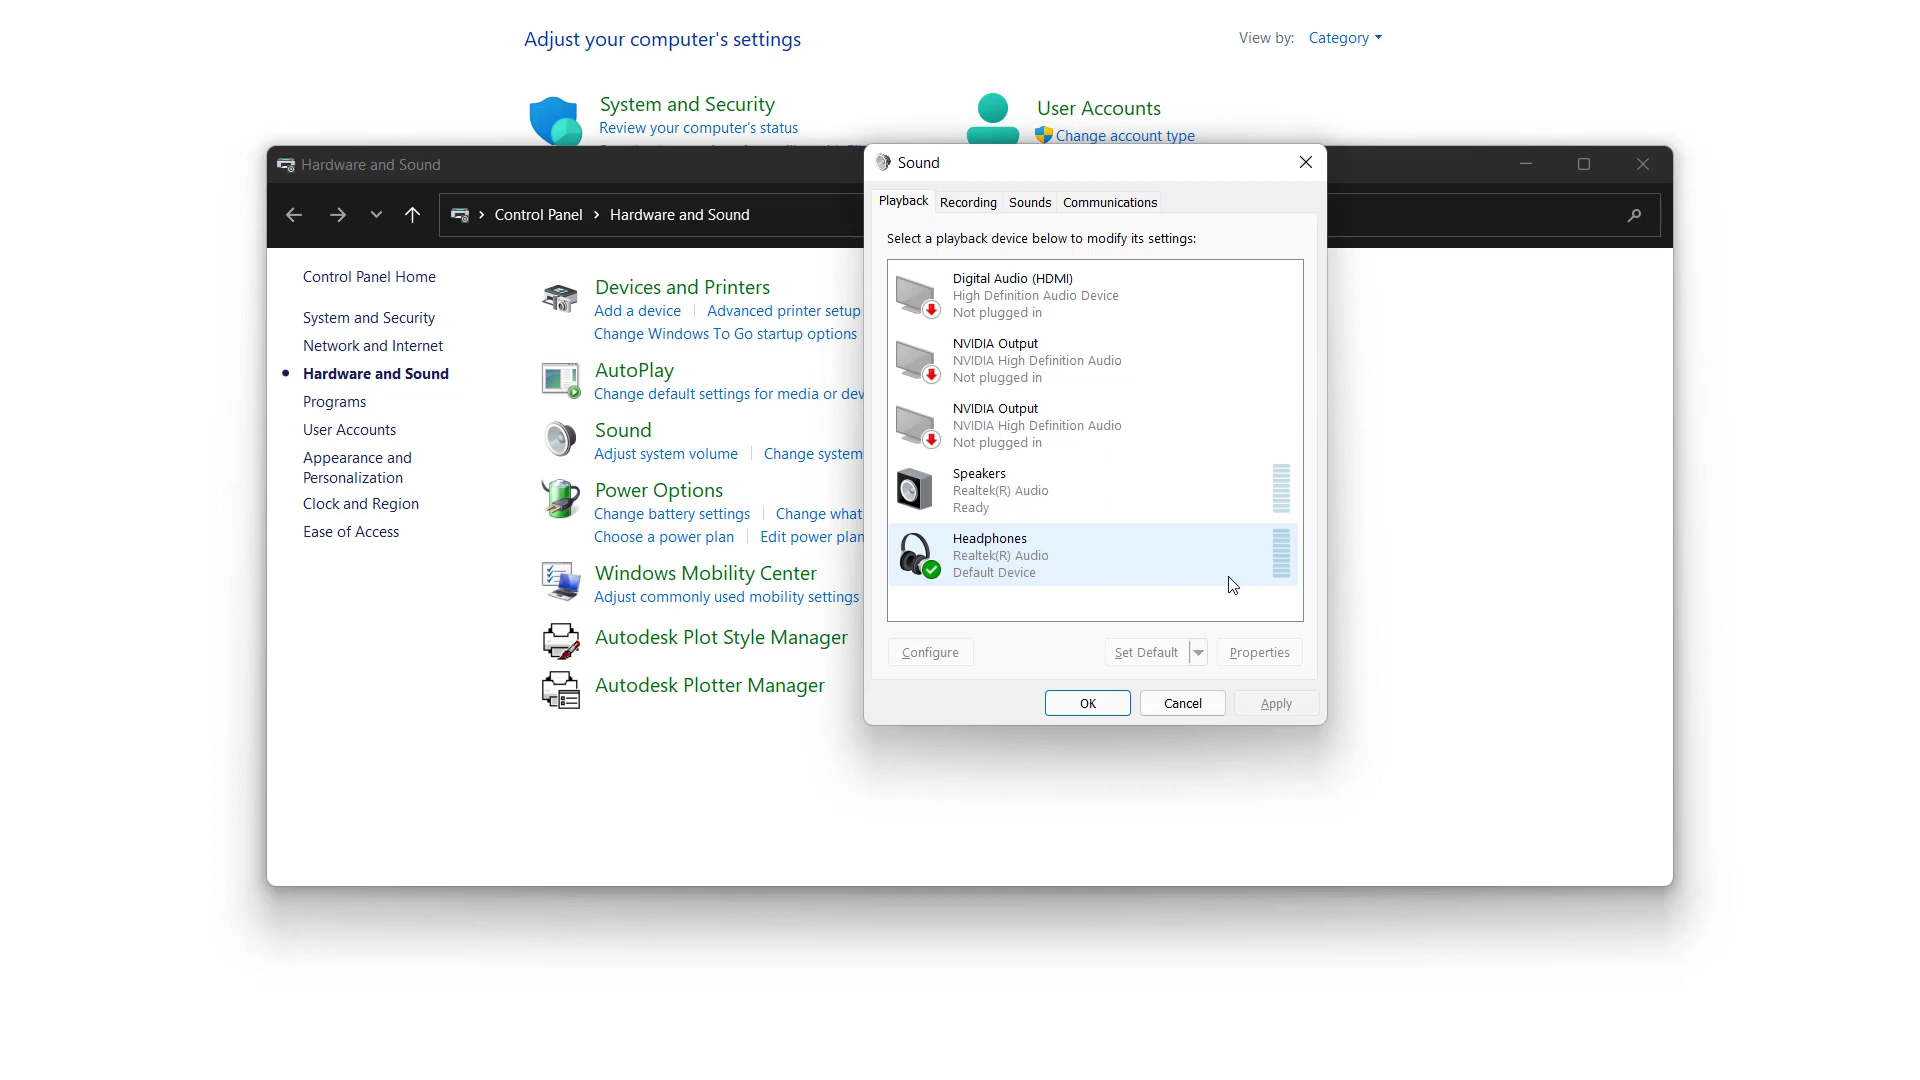 Adjust your computer's settings
View by: Category
System and Security
Review your computer's status
User Accounts
Change account type
Hardware and Sound
Control Panel › Hardware and Sound
Control Panel Home
System and Security
Network and Internet
Hardware and Sound
Programs
User Accounts
Appearance and
Personalization
Clock and Region
Ease of Access
Devices and Printers
Add a device
Advanced printer setup
Change Windows To Go startup options
AutoPlay
Change default settings for media or dev
Sound
Adjust system volume
Change system
Power Options
Change battery settings
Change what
Choose a power plan
Edit power plan
Windows Mobility Center
Adjust commonly used mobility settings
Autodesk Plot Style Manager
Autodesk Plotter Manager
Sound
Playback Recording Sounds Communications
Select a playback device below to modify its settings:
Digital Audio (HDMI)
High Definition Audio Device
Not plugged in
NVIDIA Output
NVIDIA High Definition Audio
Not plugged in
NVIDIA Output
NVIDIA High Definition Audio
Not plugged in
Speakers
Realtek(R) Audio
Ready
Headphones
Realtek(R) Audio
Default Device
Configure Set Default Properties
OK Cancel Apply